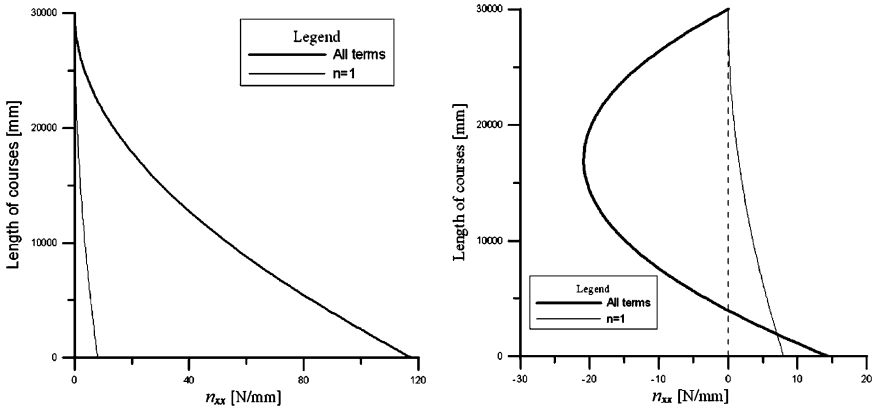 30000
20000
10000
0
Length of courses [mm]
Legend
All terms
n=1
0
40
80
120
nxx [N/mm]
30000
20000
10000
0
Length of courses [mm]
Legend
All terms
n=1
-30
-20
-10
0
10
20
nxx [N/mm]